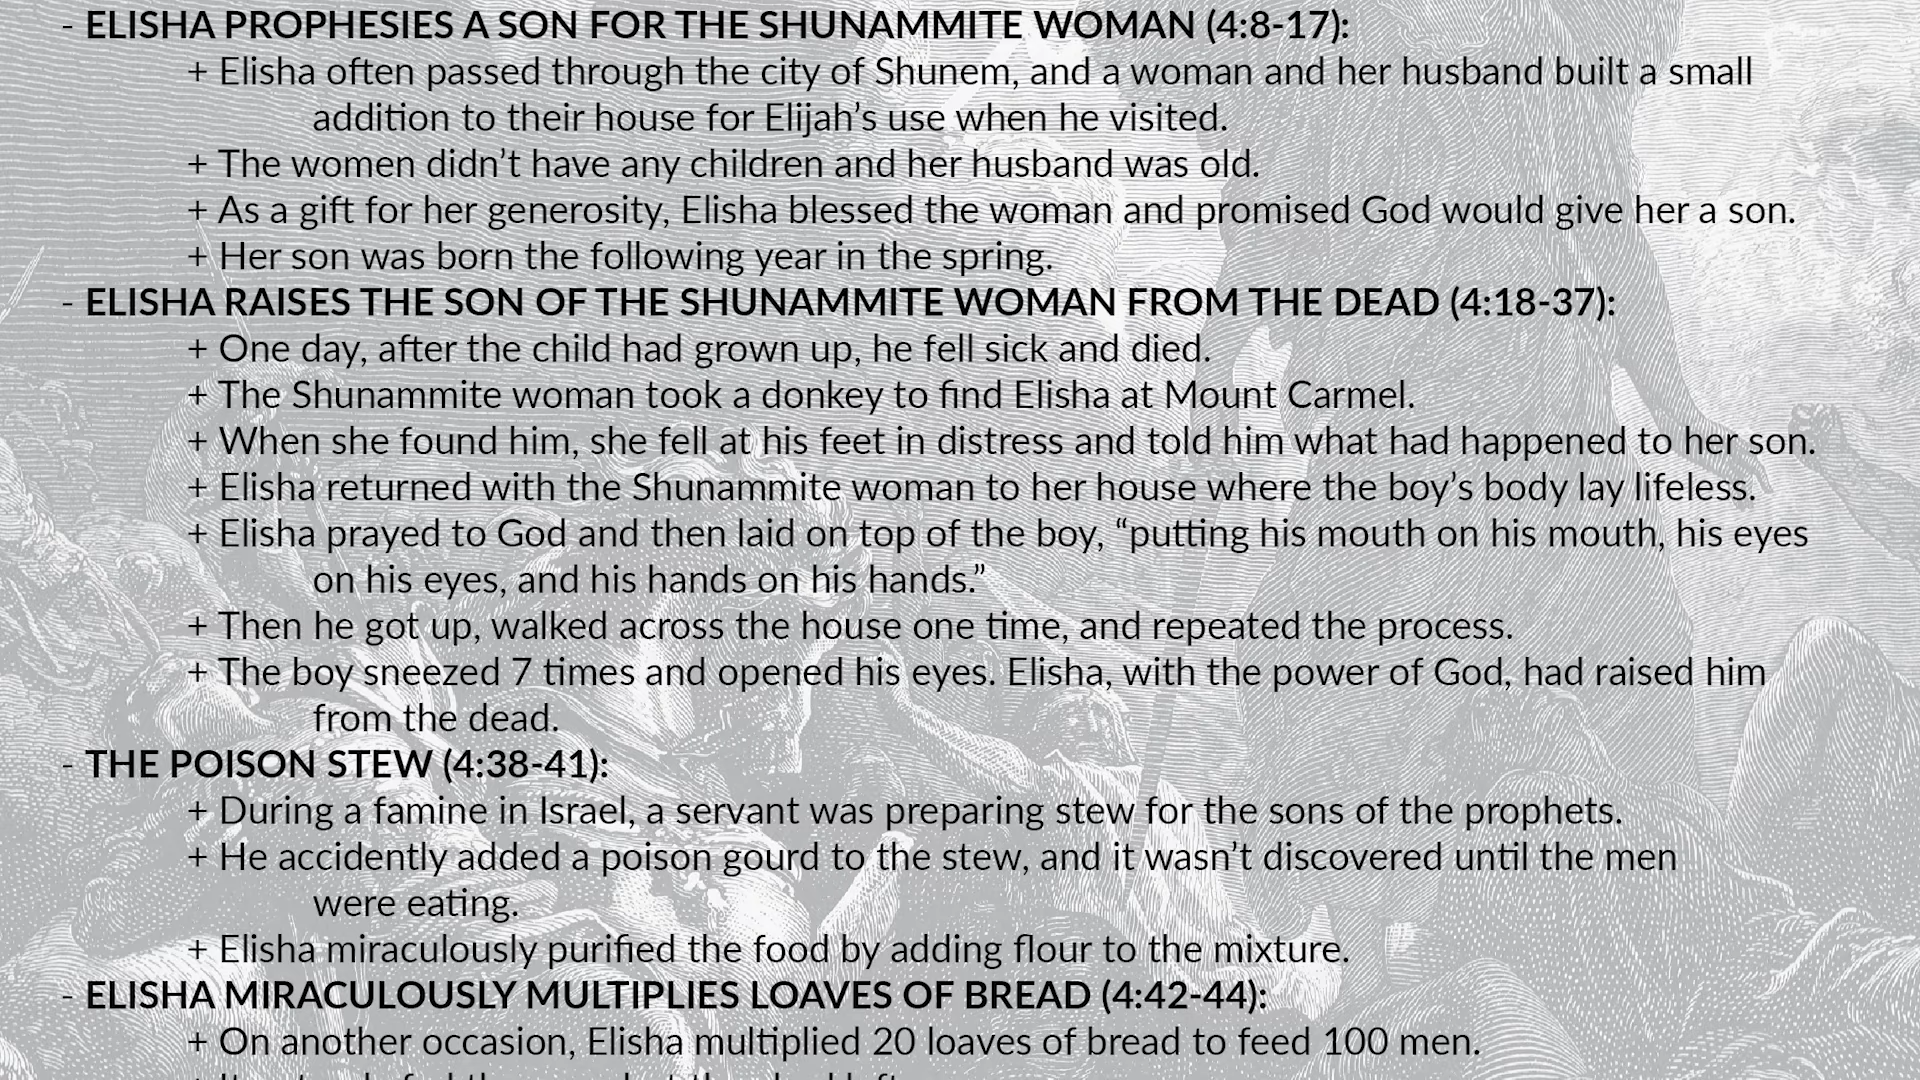 - ELISHA PROPHESIES A SON FOR THE SHUNAMMITE WOMAN (4:8-17):
+ Elisha often passed through the city of Shunem, and a woman and her husband built a small
addition to their house for Elijah’s use when he visited.
+ The women didn’t have any children and her husband was old.
+ As a gift for her generosity, Elisha blessed the woman and promised God would give her a son.
+ Her son was born the following year in the spring.
- ELISHA RAISES THE SON OF THE SHUNAMMITE WOMAN FROM THE DEAD (4:18-37):
+ One day, after the child had grown up, he fell sick and died.
+ The Shunammite woman took a donkey to find Elisha at Mount Carmel.
+ When she found him, she fell at his feet in distress and told him what had happened to her son.
+ Elisha returned with the Shunammite woman to her house where the boy’s body lay lifeless.
+ Elisha prayed to God and then laid on top of the boy, “putting his mouth on his mouth, his eyes
on his eyes, and his hands on his hands.”
+ Then he got up, walked across the house one time, and repeated the process.
+ The boy sneezed 7 times and opened his eyes. Elisha, with the power of God, had raised him
from the dead.
- THE POISON STEW (4:38-41):
+ During a famine in Israel, a servant was preparing stew for the sons of the prophets.
+ He accidently added a poison gourd to the stew, and it wasn’t discovered until the men
were eating.
+ Elisha miraculously purified the food by adding flour to the mixture.
- ELISHA MIRACULOUSLY MULTIPLIES LOAVES OF BREAD (4:42-44):
+ On another occasion, Elisha multiplied 20 loaves of bread to feed 100 men.